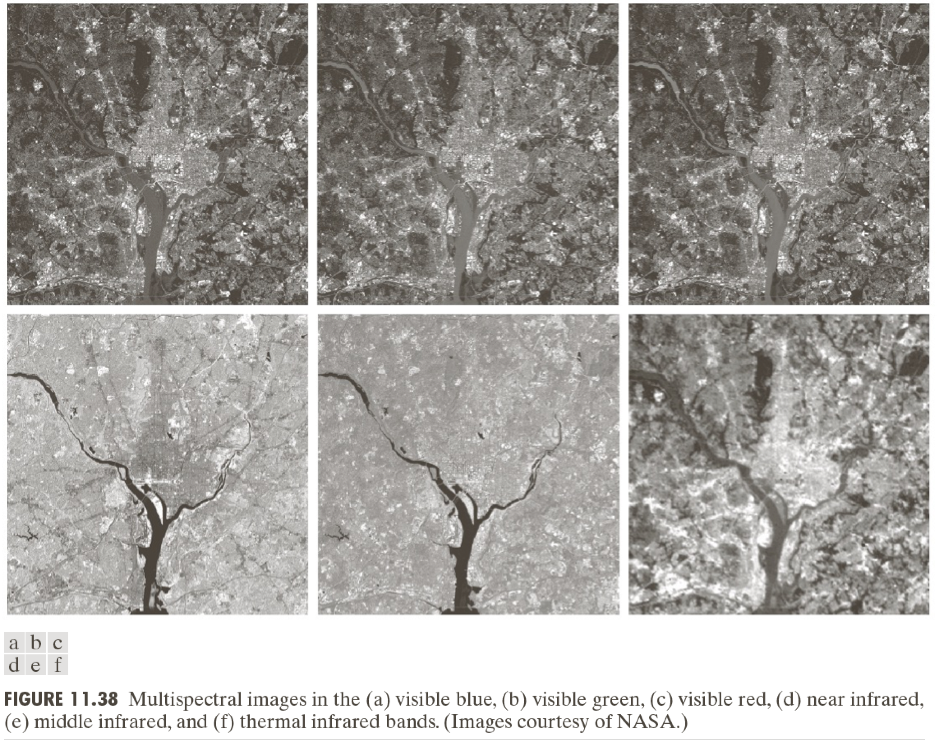 a b c
d e f
FIGURE 11.38 Multispectral images in the (a) visible blue, (b) visible green, (c) visible red, (d) near infrared,
(e) middle infrared, and (f) thermal infrared bands. (Images courtesy of NASA.)